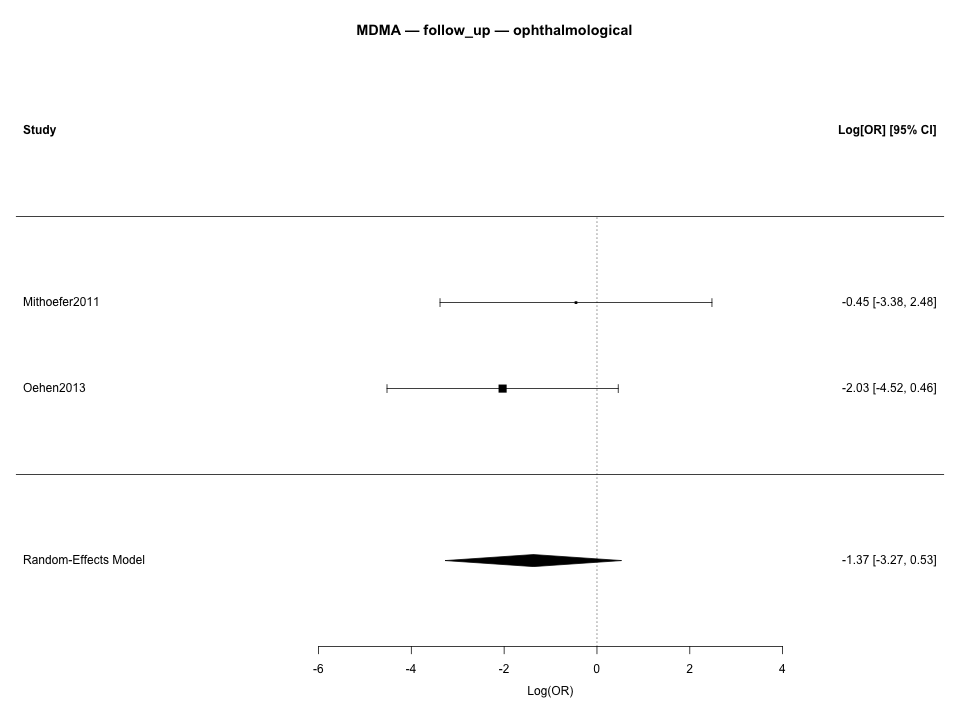 MDMA — follow_up — ophthalmological
Study Log[OR] [95% CI]
Mithoefer2011 -0.45 [-3.38, 2.48]
Oehen2013 -2.03 [-4.52, 0.46]
Random-Effects Model -1.37 [-3.27, 0.53]
-6 -4 -2 0 2 4
Log(OR)